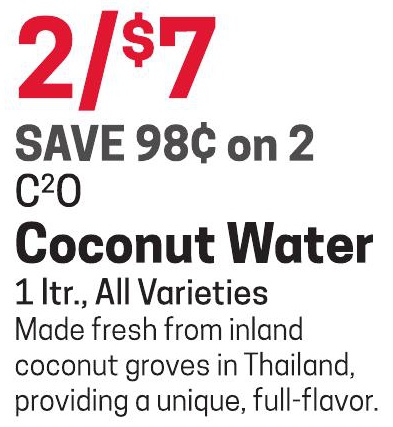 2/$7
SAVE 98¢ on 2
C²O
Coconut Water
1 ltr., All Varieties
Made fresh from inland
coconut groves in Thailand,
providing a unique, full-flavor.